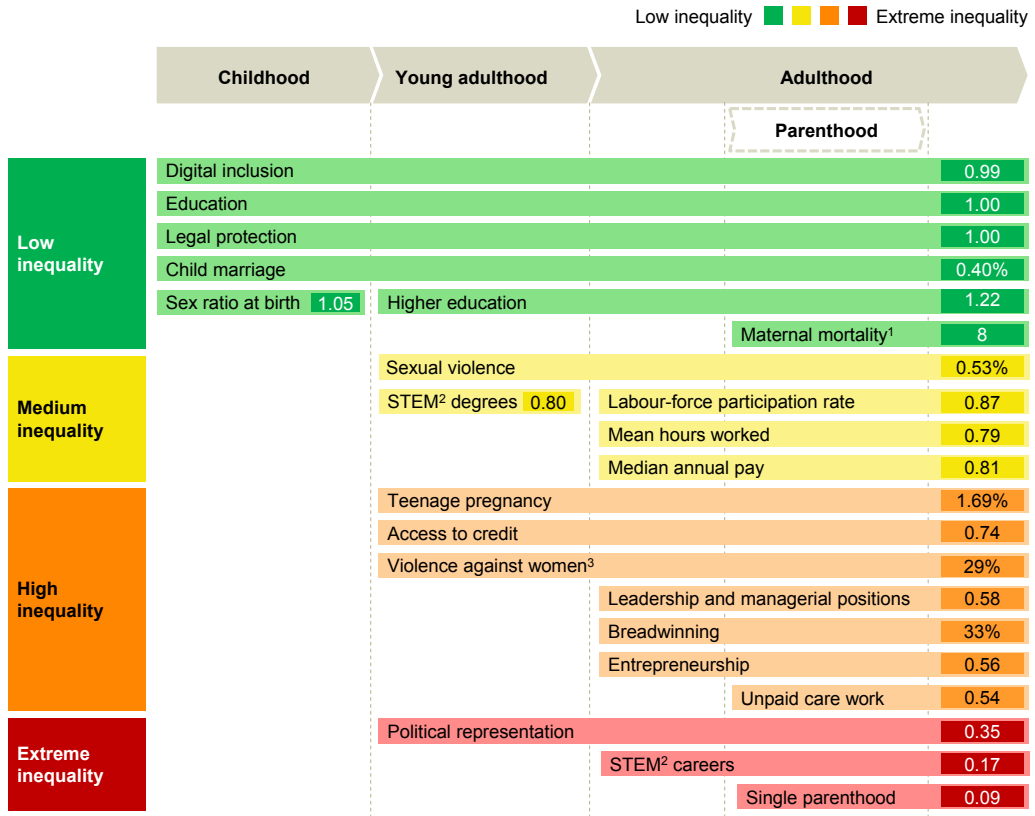 Low inequality Extreme inequality
Childhood Young adulthood Adulthood
Parenthood
Low
inequality
Digital inclusion 0.99
Education 1.00
Legal protection 1.00
Child marriage 0.40%
Sex ratio at birth 1.05 Higher education 1.22
Maternal mortality¹ 8
Medium
inequality
Sexual violence 0.53%
STEM² degrees 0.80 Labour-force participation rate 0.87
Mean hours worked 0.79
Median annual pay 0.81
High
inequality
Teenage pregnancy 1.69%
Access to credit 0.74
Violence against women³ 29%
Leadership and managerial positions 0.58
Breadwinning 33%
Entrepreneurship 0.56
Unpaid care work 0.54
Extreme
inequality
Political representation 0.35
STEM² careers 0.17
Single parenthood 0.09